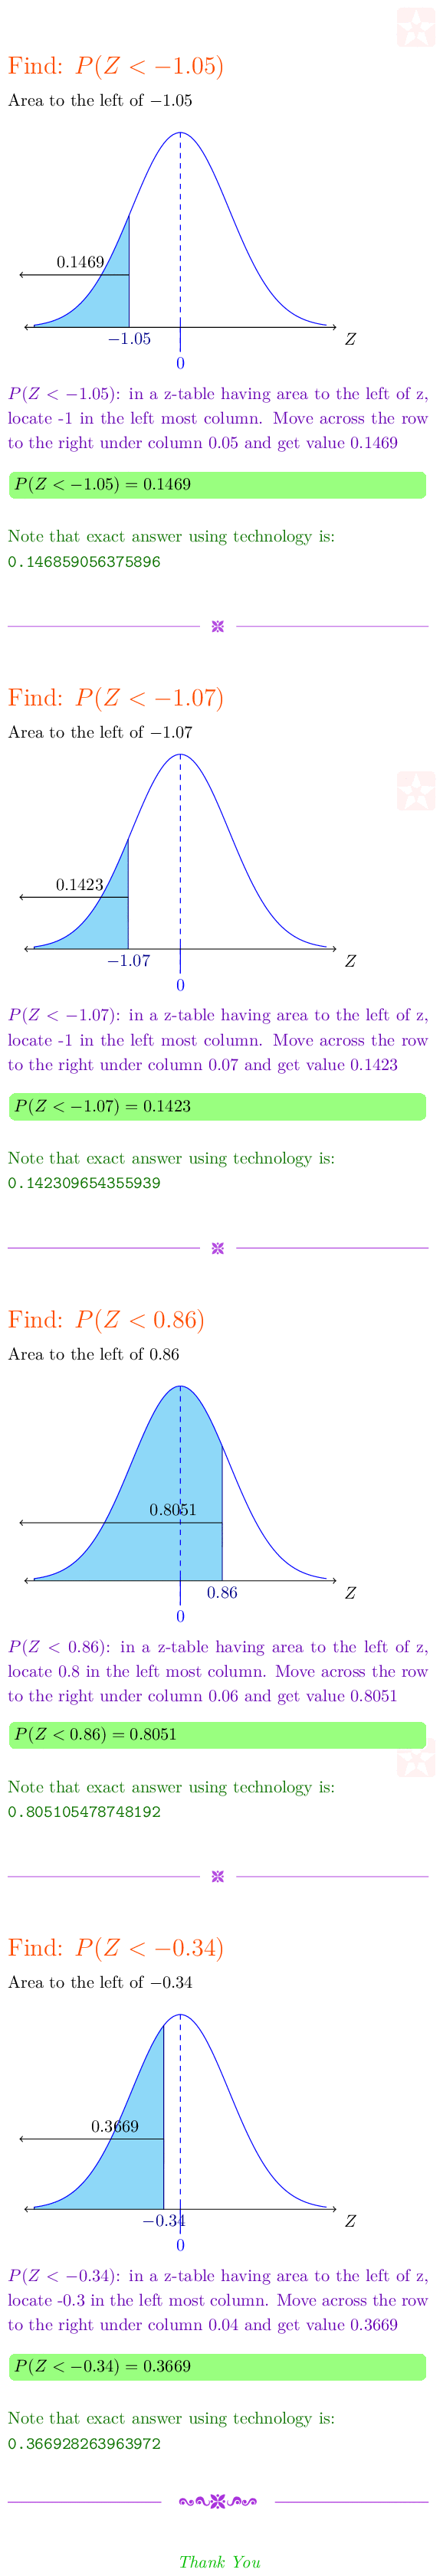 Find: P(Z < −1.05)
Area to the left of −1.05
0.1469
−1.05
Z
0
P(Z < −1.05): in a z-table having area to the left of z,
locate -1 in the left most column. Move across the row
to the right under column 0.05 and get value 0.1469
P(Z < −1.05) = 0.1469
Note that exact answer using technology is:
0.146859056375896
Find: P(Z < −1.07)
Area to the left of −1.07
0.1423
−1.07
Z
0
P(Z < −1.07): in a z-table having area to the left of z,
locate -1 in the left most column. Move across the row
to the right under column 0.07 and get value 0.1423
P(Z < −1.07) = 0.1423
Note that exact answer using technology is:
0.142309654355939
Find: P(Z < 0.86)
Area to the left of 0.86
0.8051
0.86
Z
0
P(Z < 0.86): in a z-table having area to the left of z,
locate 0.8 in the left most column. Move across the row
to the right under column 0.06 and get value 0.8051
P(Z < 0.86) = 0.8051
Note that exact answer using technology is:
0.805105478748192
Find: P(Z < −0.34)
Area to the left of −0.34
0.3669
−0.34
Z
0
P(Z < −0.34): in a z-table having area to the left of z,
locate -0.3 in the left most column. Move across the row
to the right under column 0.04 and get value 0.3669
P(Z < −0.34) = 0.3669
Note that exact answer using technology is:
0.366928263963972
Thank You